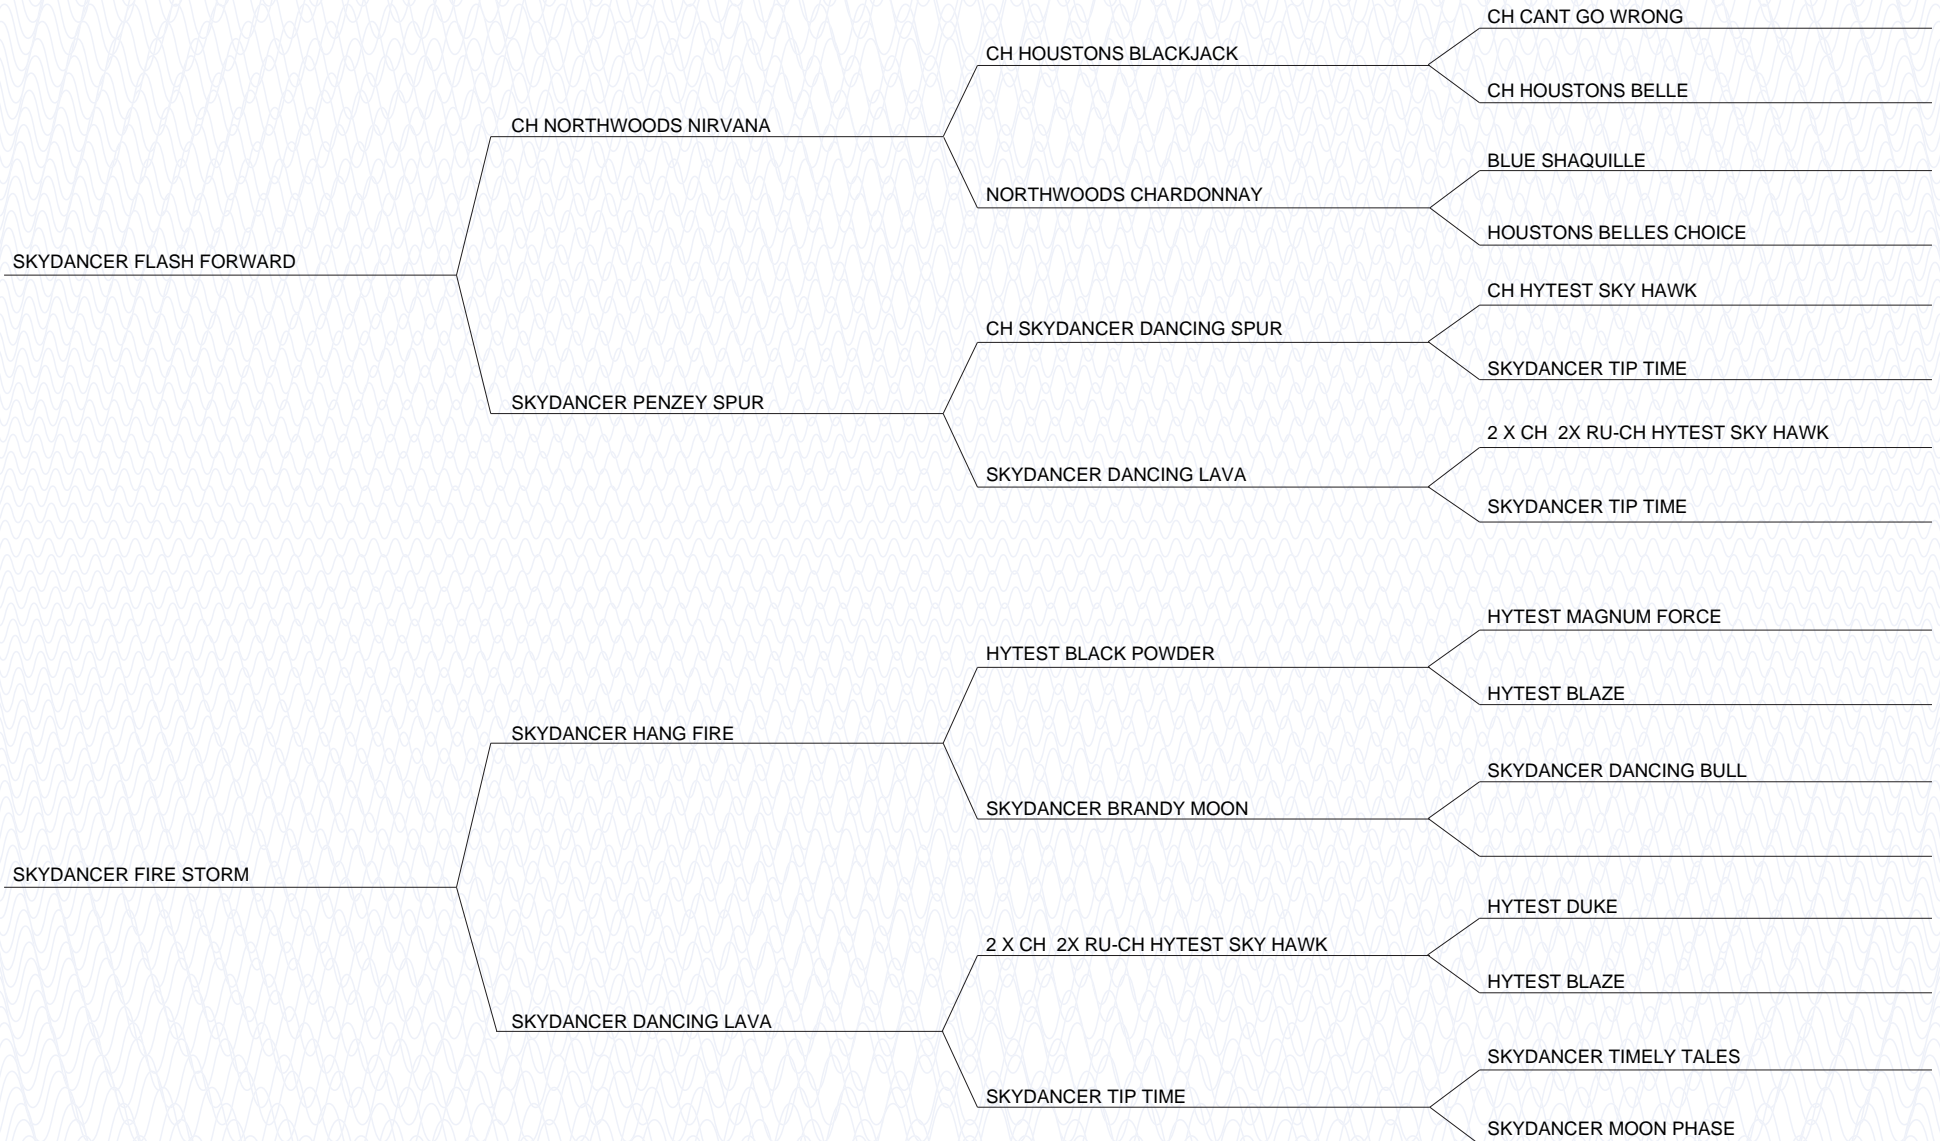 CH CANT GO WRONG
CH HOUSTONS BLACKJACK
CH HOUSTONS BELLE
CH NORTHWOODS NIRVANA
BLUE SHAQUILLE
NORTHWOODS CHARDONNAY
HOUSTONS BELLES CHOICE
SKYDANCER FLASH FORWARD
CH HYTEST SKY HAWK
CH SKYDANCER DANCING SPUR
SKYDANCER TIP TIME
SKYDANCER PENZEY SPUR
2 X CH  2X RU-CH HYTEST SKY HAWK
SKYDANCER DANCING LAVA
SKYDANCER TIP TIME
HYTEST MAGNUM FORCE
HYTEST BLACK POWDER
HYTEST BLAZE
SKYDANCER HANG FIRE
SKYDANCER DANCING BULL
SKYDANCER BRANDY MOON
SKYDANCER FIRE STORM
HYTEST DUKE
2 X CH  2X RU-CH HYTEST SKY HAWK
HYTEST BLAZE
SKYDANCER DANCING LAVA
SKYDANCER TIMELY TALES
SKYDANCER TIP TIME
SKYDANCER MOON PHASE